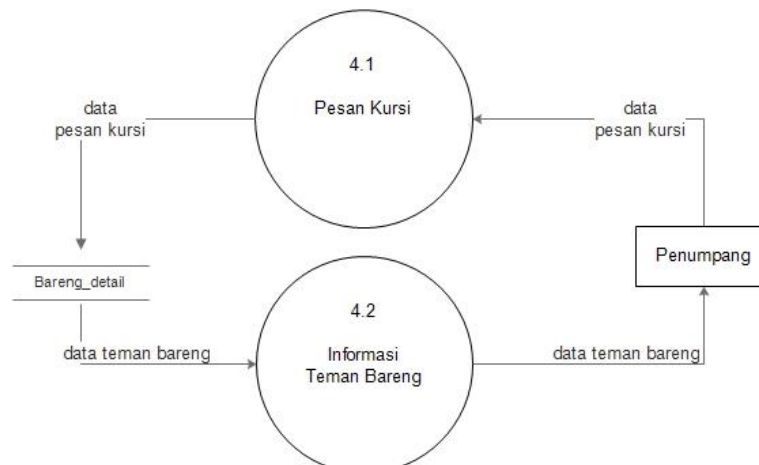 4.1
Pesan Kursi
data
pesan kursi
data
pesan kursi
Bareng_detail
Penumpang
4.2
Informasi
Teman Bareng
data teman bareng
data teman bareng